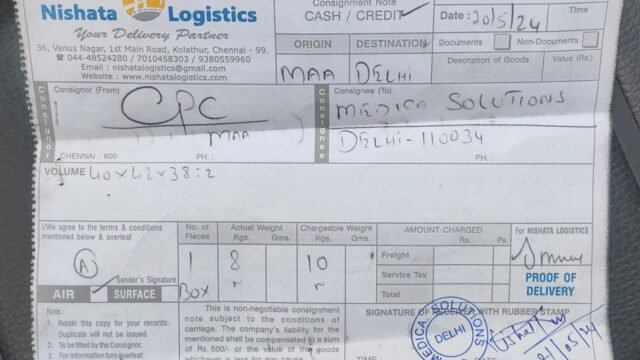 Nishata Logistics
Your Delivery Partner
36, Venus Nagar, 1st Main Road, Kolathur, Chennai - 99.
☎ 044-48524280 / 7010458303 / 9380559960
Email : nishatalogistics@gmail.com
Website : www.nishatalogistics.com
Consignment Note
CASH / CREDIT ✓
Date : 20/5/24
Time
ORIGIN DESTINATION
MAA DELHI
Documents Non-Documents
Description of Goods Value (Rs.)
Consignor
Consignor (From)
CPC
MAA
CHENNAI - 600 PH. :
Consignee
Consignee (To)
MEDICA SOLUTIONS
DELHI-110034
PH. :
VOLUME 40x42x38:2
I/We agree to the terms & conditions
mentioned below & overleaf
A
Sender's Signature
AIR ✓ SURFACE
No. of Pieces Actual Weight Kgs. Gms. Chargeable Weight Kgs. Gms.
1 8 10
BOX
AMOUNT CHARGED
Rs. Ps.
Freight
Service Tax
Total
For NISHATA LOGISTICS
PROOF OF
DELIVERY
Note :
1. Retain this copy for your records.
Duplicate will not be issued.
2. To be filled by the Consignor.
3. For information turn overleaf.
This is non-negotiable consignment
note subject to the conditions of
carriage. The company's liability for the
mentioned shall be compensated to a sum
of Rs. 500/- or the value of the goods
SIGNATURE OF RECEIVER WITH RUBBER STAMP
MEDICA SOLUTIONS
DELHI
TIME